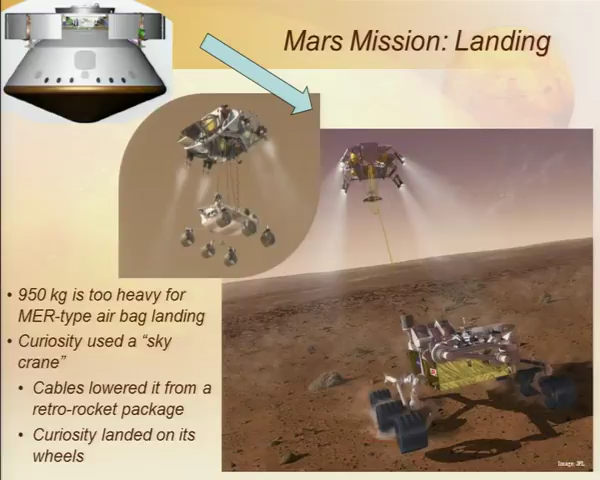 Mars Mission: Landing
• 950 kg is too heavy for
MER-type air bag landing
• Curiosity used a “sky
crane”
• Cables lowered it from a
retro-rocket package
• Curiosity landed on its
wheels
Image: JPL